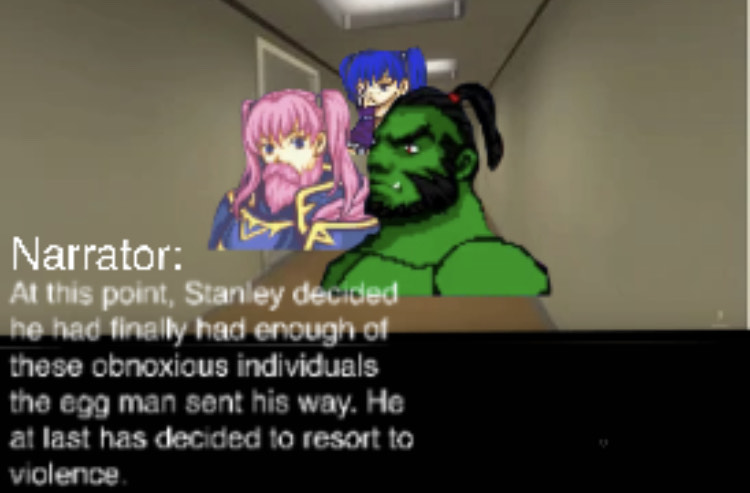 Narrator:
At this point, Stanley decided
he had finally had enough of
these obnoxious individuals
the egg man sent his way. He
at last has decided to resort to
violence.